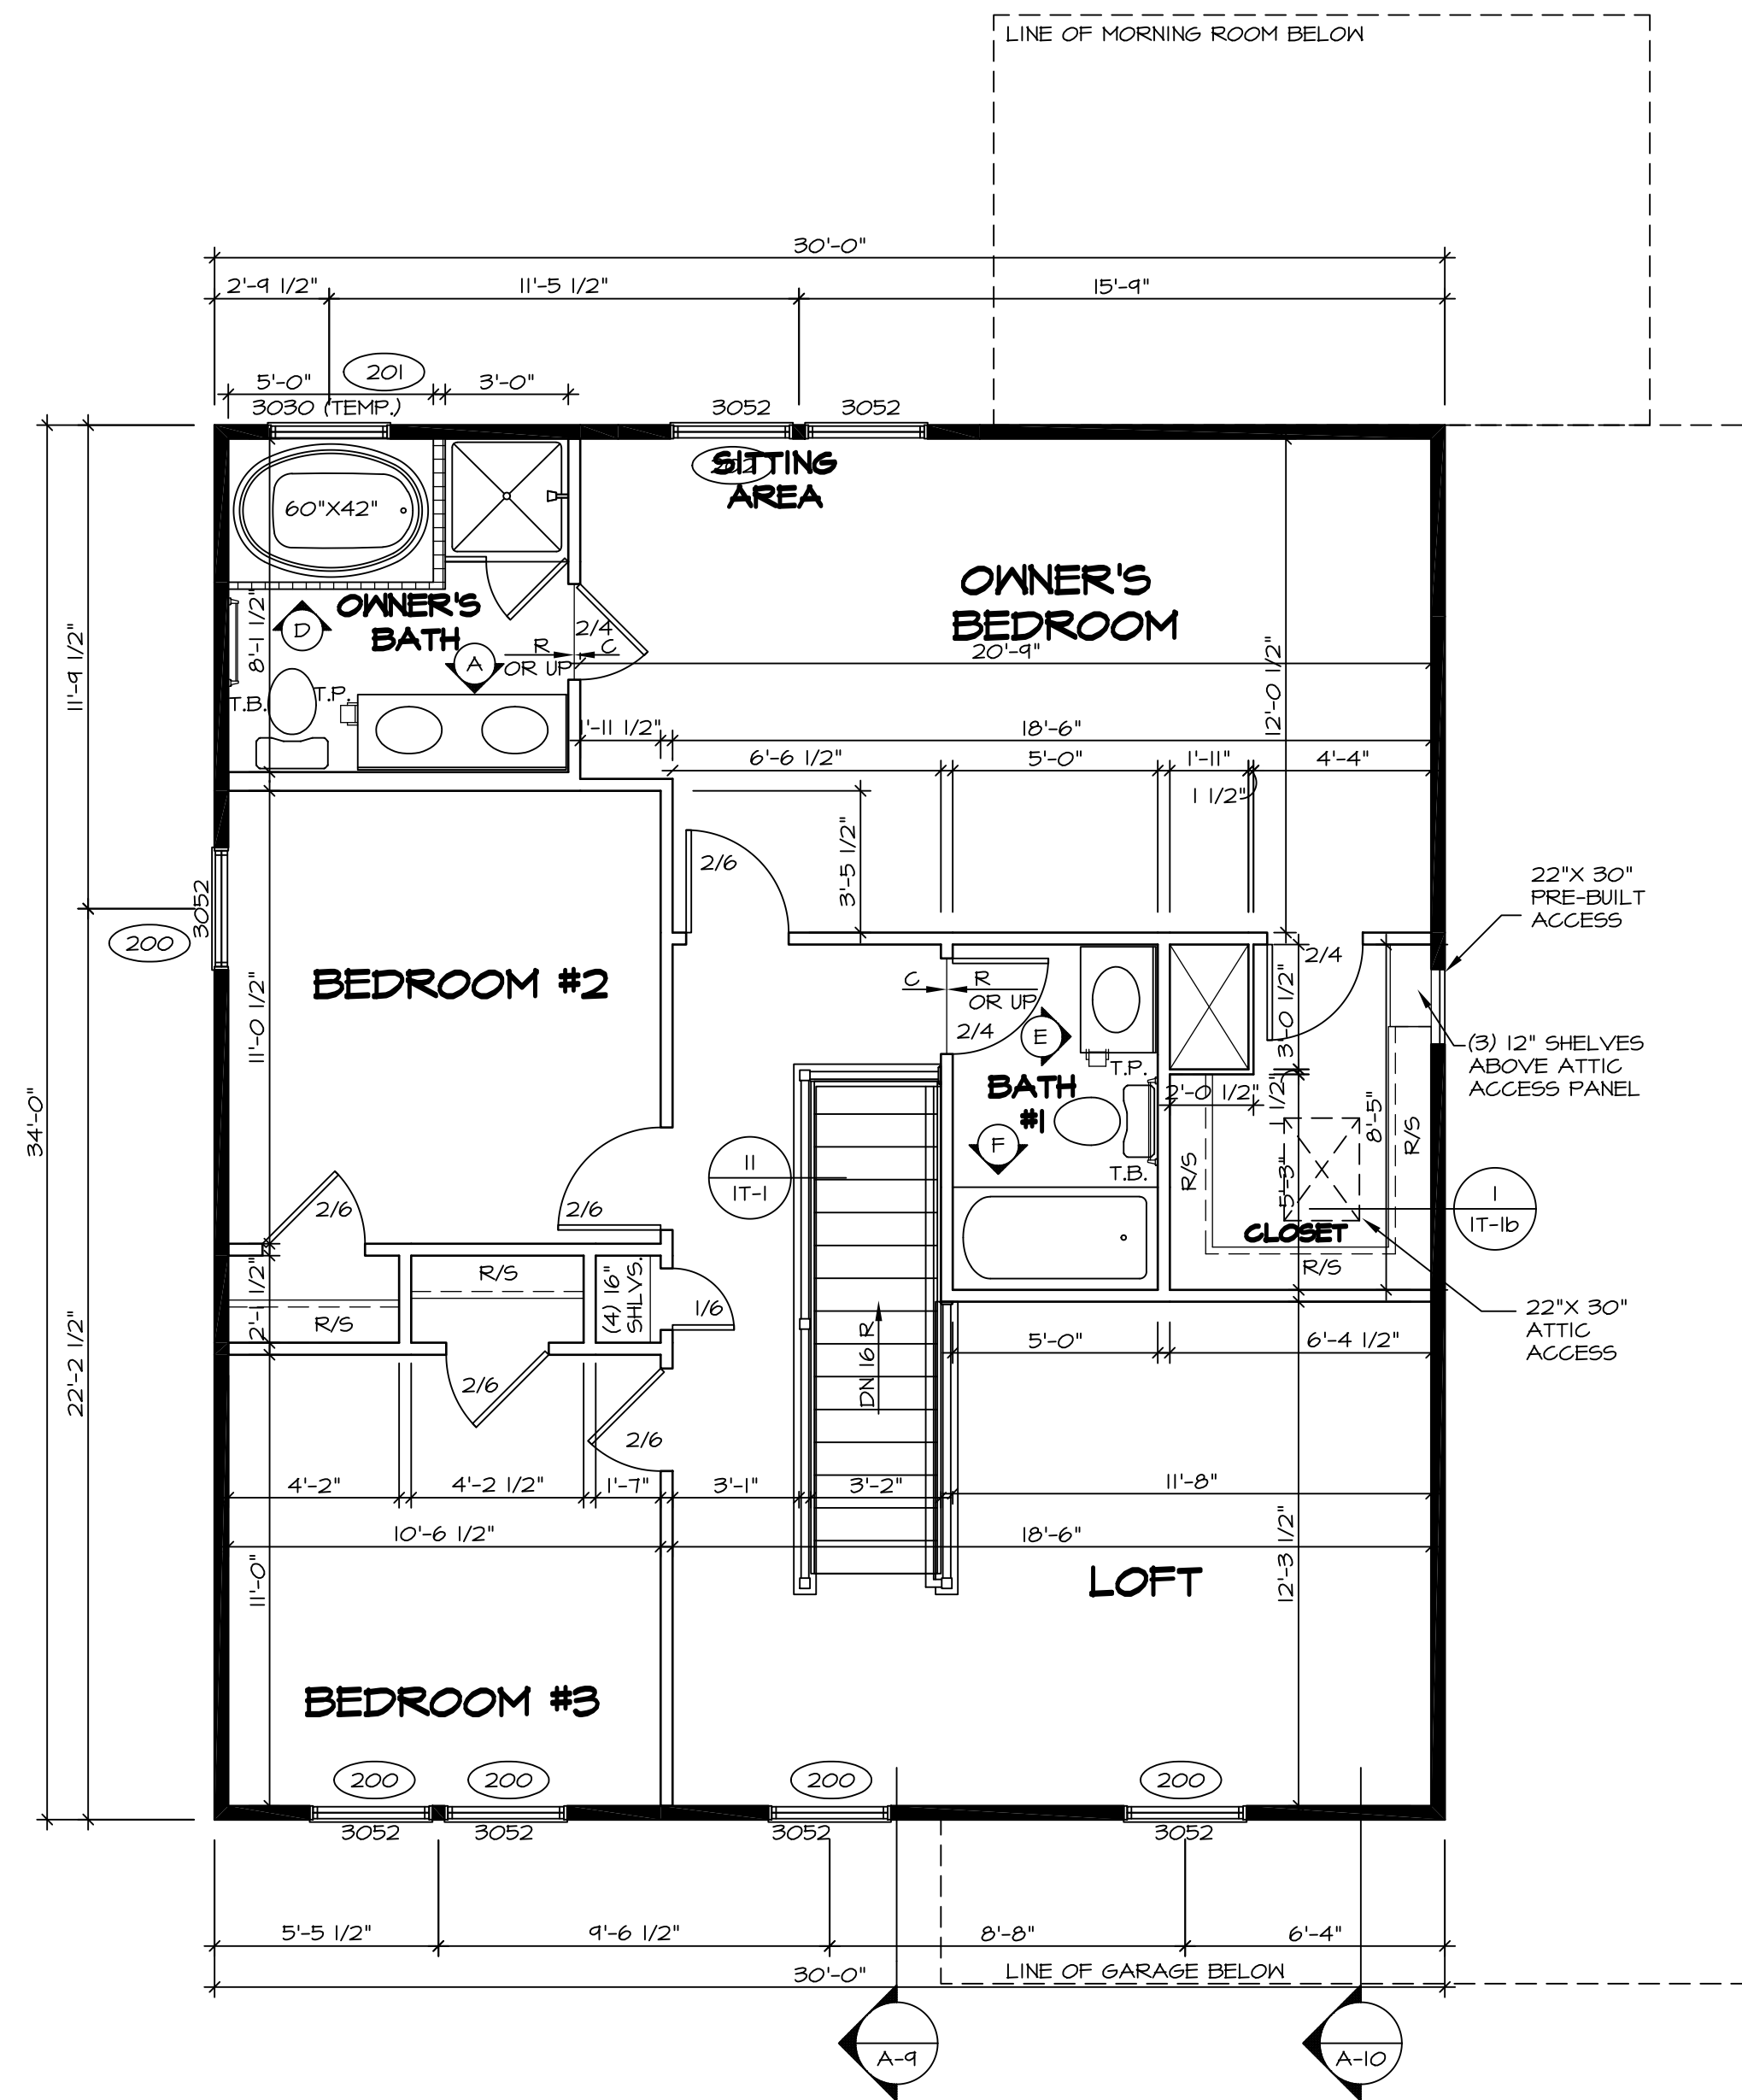 LINE OF MORNING ROOM BELOW
30'-0"
2'-9 1/2"
11'-5 1/2"
15'-9"
5'-0"
201
3'-0"
3030 (TEMP.)
3052
3052
202
SITTING
AREA
60"X42"
OWNER'S
BEDROOM
OWNER'S
BATH
D
A
8'-1 1/2"
2/4
R
C
OR UP
20'-9"
12'-0 1/2"
T.B.
T.P.
1'-11 1/2"
18'-6"
6'-6 1/2"
5'-0"
1'-11"
4'-4"
1 1/2"
11'-9 1/2"
3'-5 1/2"
2/6
3052
200
22"X 30"
PRE-BUILT
ACCESS
BEDROOM #2
11'-0 1/2"
C
R
OR UP
2/4
E
2/4
3'-0 1/2"
(3) 12" SHELVES
ABOVE ATTIC
ACCESS PANEL
T.P.
BATH
#1
2'-0 1/2"
1 1/2"
8'-5"
R/S
34'-0"
F
T.B.
R/S
5'-3"
X
11
IT-1
1
IT-1b
2/6
2/6
CLOSET
R/S
2'-1 1/2"
R/S
R/S
(4) 16"
SHLVS.
1/6
DN 16 R
22"X 30"
ATTIC
ACCESS
5'-0"
6'-4 1/2"
22'-2 1/2"
2/6
2/6
4'-2"
4'-2 1/2"
1'-7"
3'-1"
3'-2"
11'-8"
10'-6 1/2"
18'-6"
11'-0"
12'-3 1/2"
LOFT
BEDROOM #3
200
200
200
200
3052
3052
3052
3052
5'-5 1/2"
9'-6 1/2"
8'-8"
6'-4"
30'-0"
LINE OF GARAGE BELOW
A-9
A-10